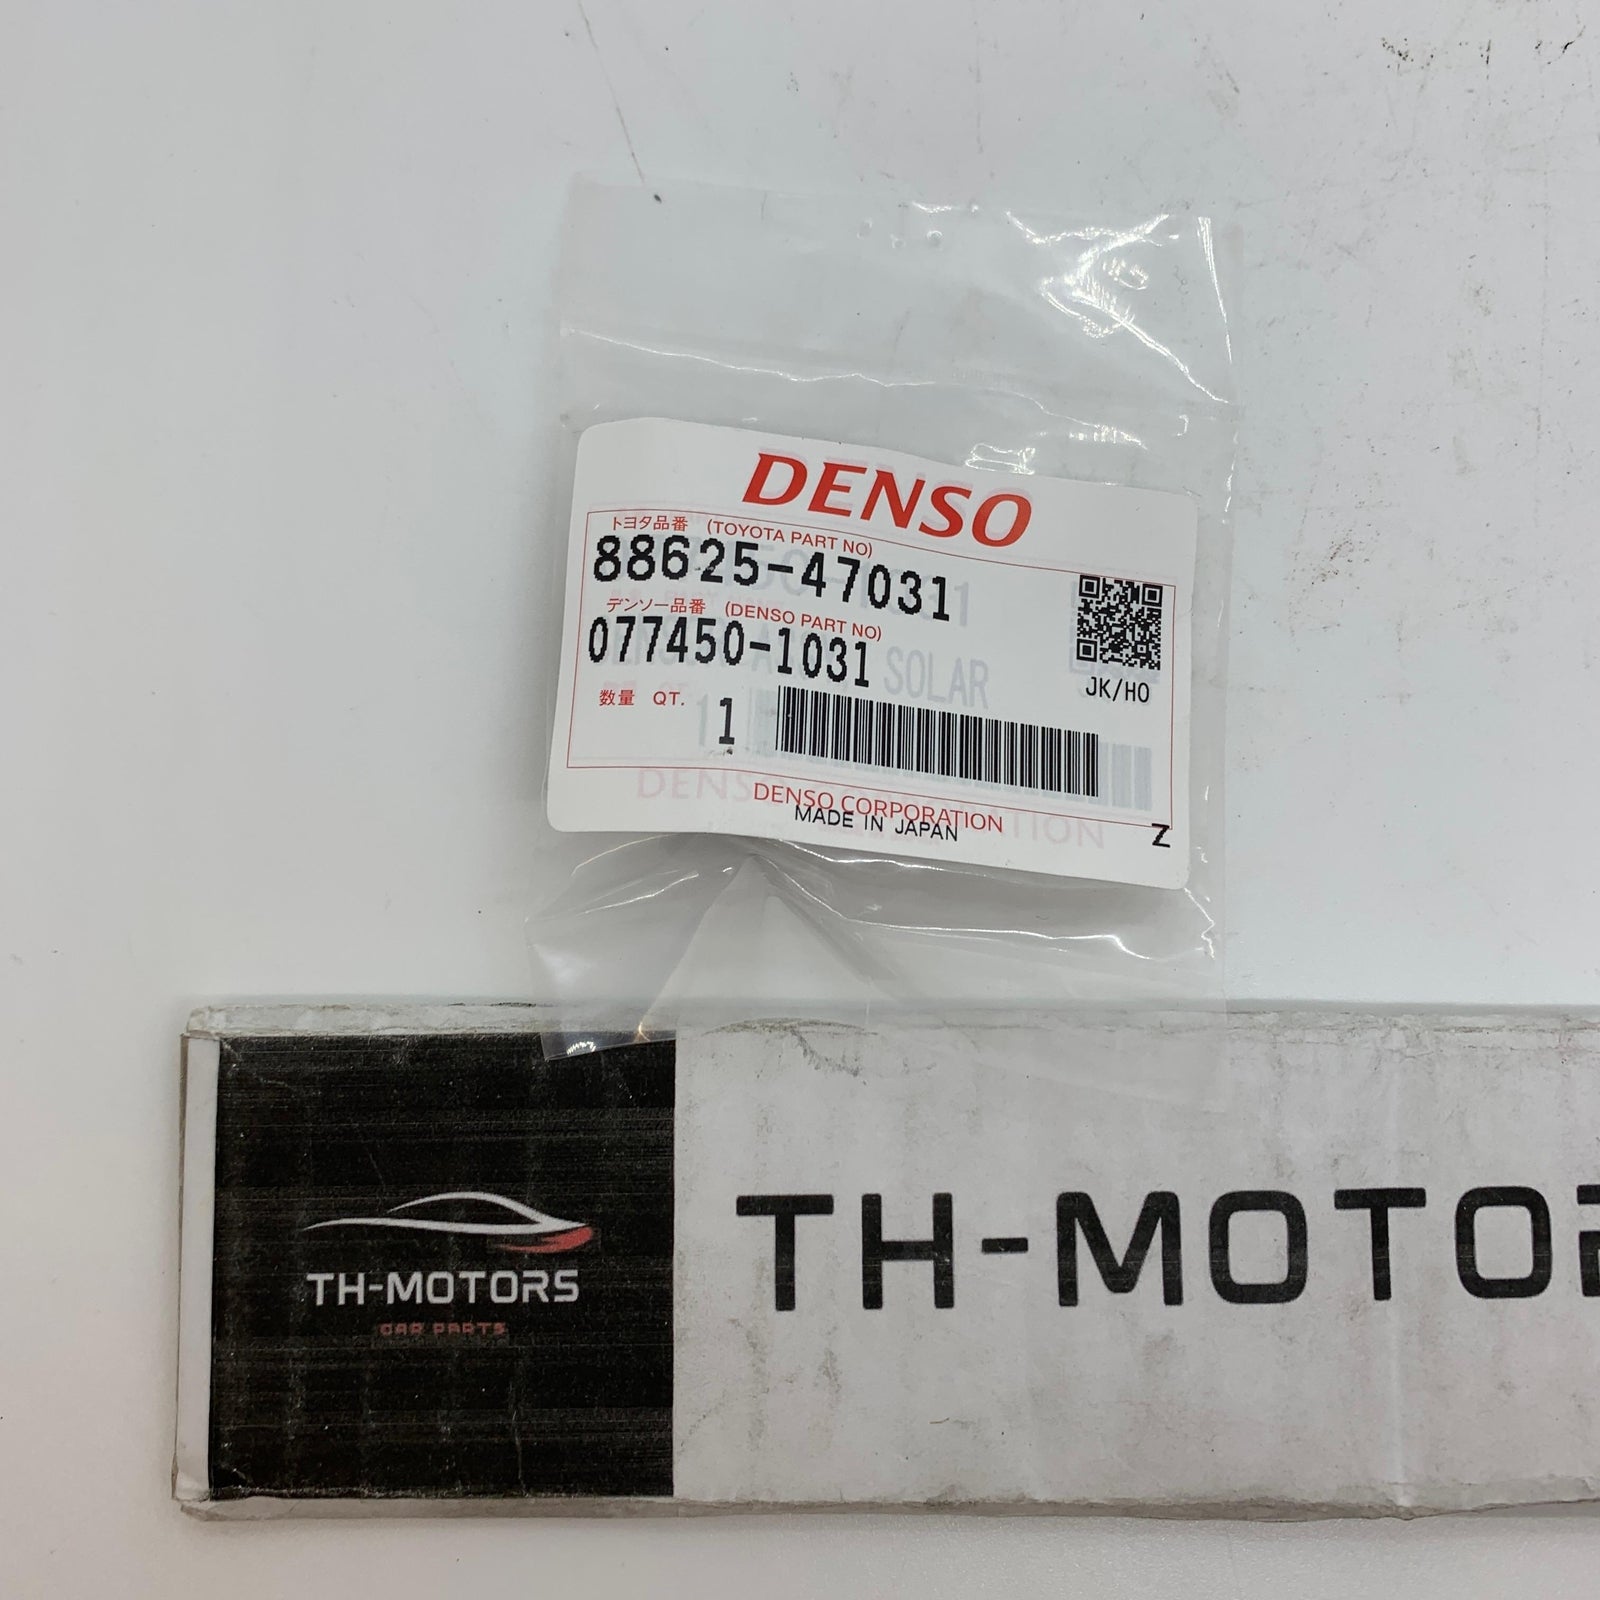 DENSO
トヨタ品番 (TOYOTA PART NO)
88625-47031
デンソー品番 (DENSO PART NO)
077450-1031
SOLAR
数量 QT. 1
JK/HO
DENSO CORPORATION
MADE IN JAPAN
Z
TH-MOTORS
CAR PARTS
TH-MOTOR